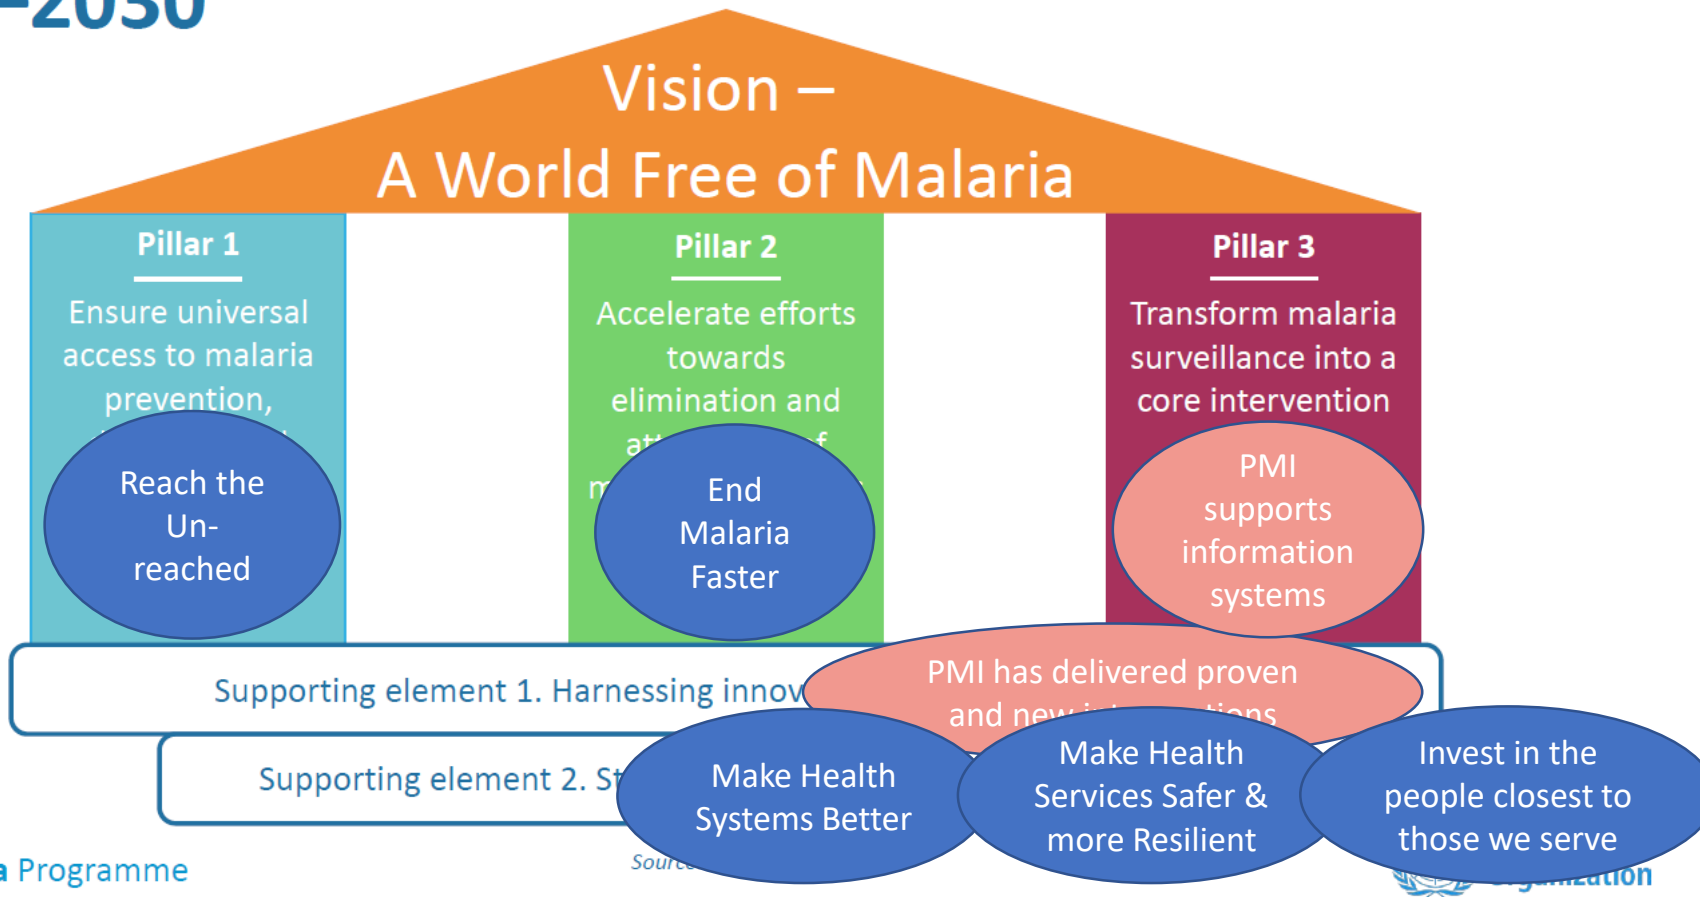 –2030
Vision –
A World Free of Malaria
Pillar 1
Ensure universal
access to malaria
prevention,
Reach the
Un-
reached
Pillar 2
Accelerate efforts
towards
elimination and
End
Malaria
Faster
Pillar 3
Transform malaria
surveillance into a
core intervention
PMI
supports
information
systems
Supporting element 1. Harnessing innov
PMI has delivered proven
and new
Supporting element 2. St
Make Health
Systems Better
Make Health
Services Safer &
more Resilient
Invest in the
people closest to
those we serve
a Programme
Source
Organization